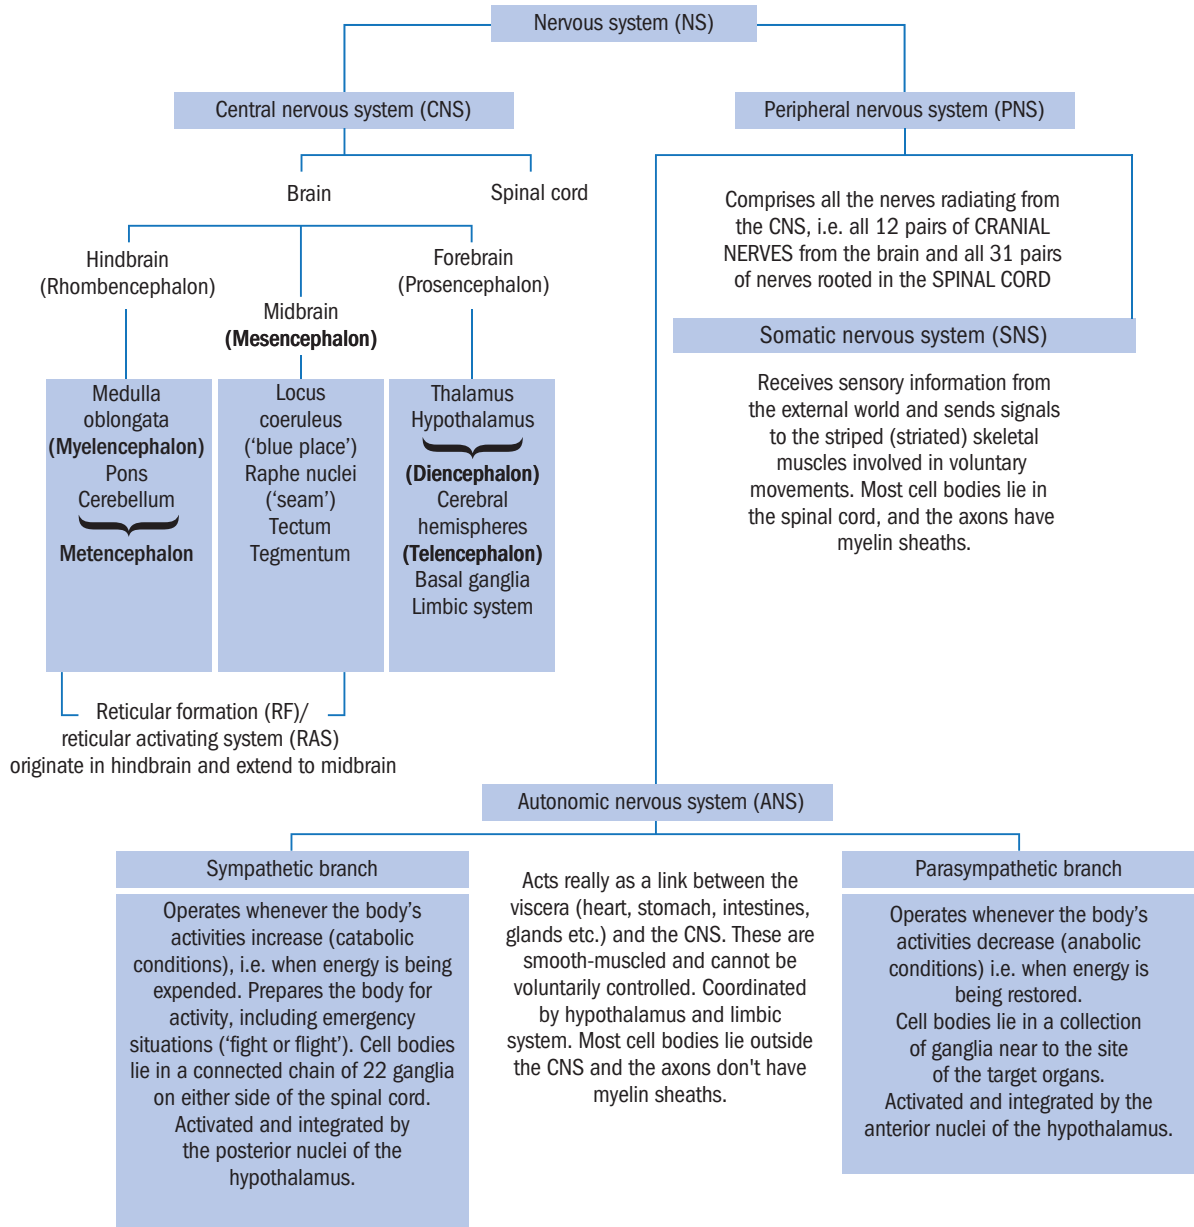 Nervous system (NS)
Central nervous system (CNS)
Peripheral nervous system (PNS)
Brain
Spinal cord
Hindbrain
(Rhombencephalon)
Midbrain
(Mesencephalon)
Forebrain
(Prosencephalon)
Medulla
oblongata
(Myelencephalon)
Pons
Cerebellum
Metencephalon
Locus
coeruleus
(‘blue place’)
Raphe nuclei
(‘seam’)
Tectum
Tegmentum
Thalamus
Hypothalamus
(Diencephalon)
Cerebral
hemispheres
(Telencephalon)
Basal ganglia
Limbic system
Reticular formation (RF)/
reticular activating system (RAS)
originate in hindbrain and extend to midbrain
Comprises all the nerves radiating from
the CNS, i.e. all 12 pairs of CRANIAL
NERVES from the brain and all 31 pairs
of nerves rooted in the SPINAL CORD
Somatic nervous system (SNS)
Receives sensory information from
the external world and sends signals
to the striped (striated) skeletal
muscles involved in voluntary
movements. Most cell bodies lie in
the spinal cord, and the axons have
myelin sheaths.
Autonomic nervous system (ANS)
Sympathetic branch
Operates whenever the body’s
activities increase (catabolic
conditions), i.e. when energy is being
expended. Prepares the body for
activity, including emergency
situations (‘fight or flight’). Cell bodies
lie in a connected chain of 22 ganglia
on either side of the spinal cord.
Activated and integrated by
the posterior nuclei of the
hypothalamus.
Acts really as a link between the
viscera (heart, stomach, intestines,
glands etc.) and the CNS. These are
smooth-muscled and cannot be
voluntarily controlled. Coordinated
by hypothalamus and limbic
system. Most cell bodies lie outside
the CNS and the axons don't have
myelin sheaths.
Parasympathetic branch
Operates whenever the body’s
activities decrease (anabolic
conditions) i.e. when energy is
being restored.
Cell bodies lie in a collection
of ganglia near to the site
of the target organs.
Activated and integrated by the
anterior nuclei of the hypothalamus.